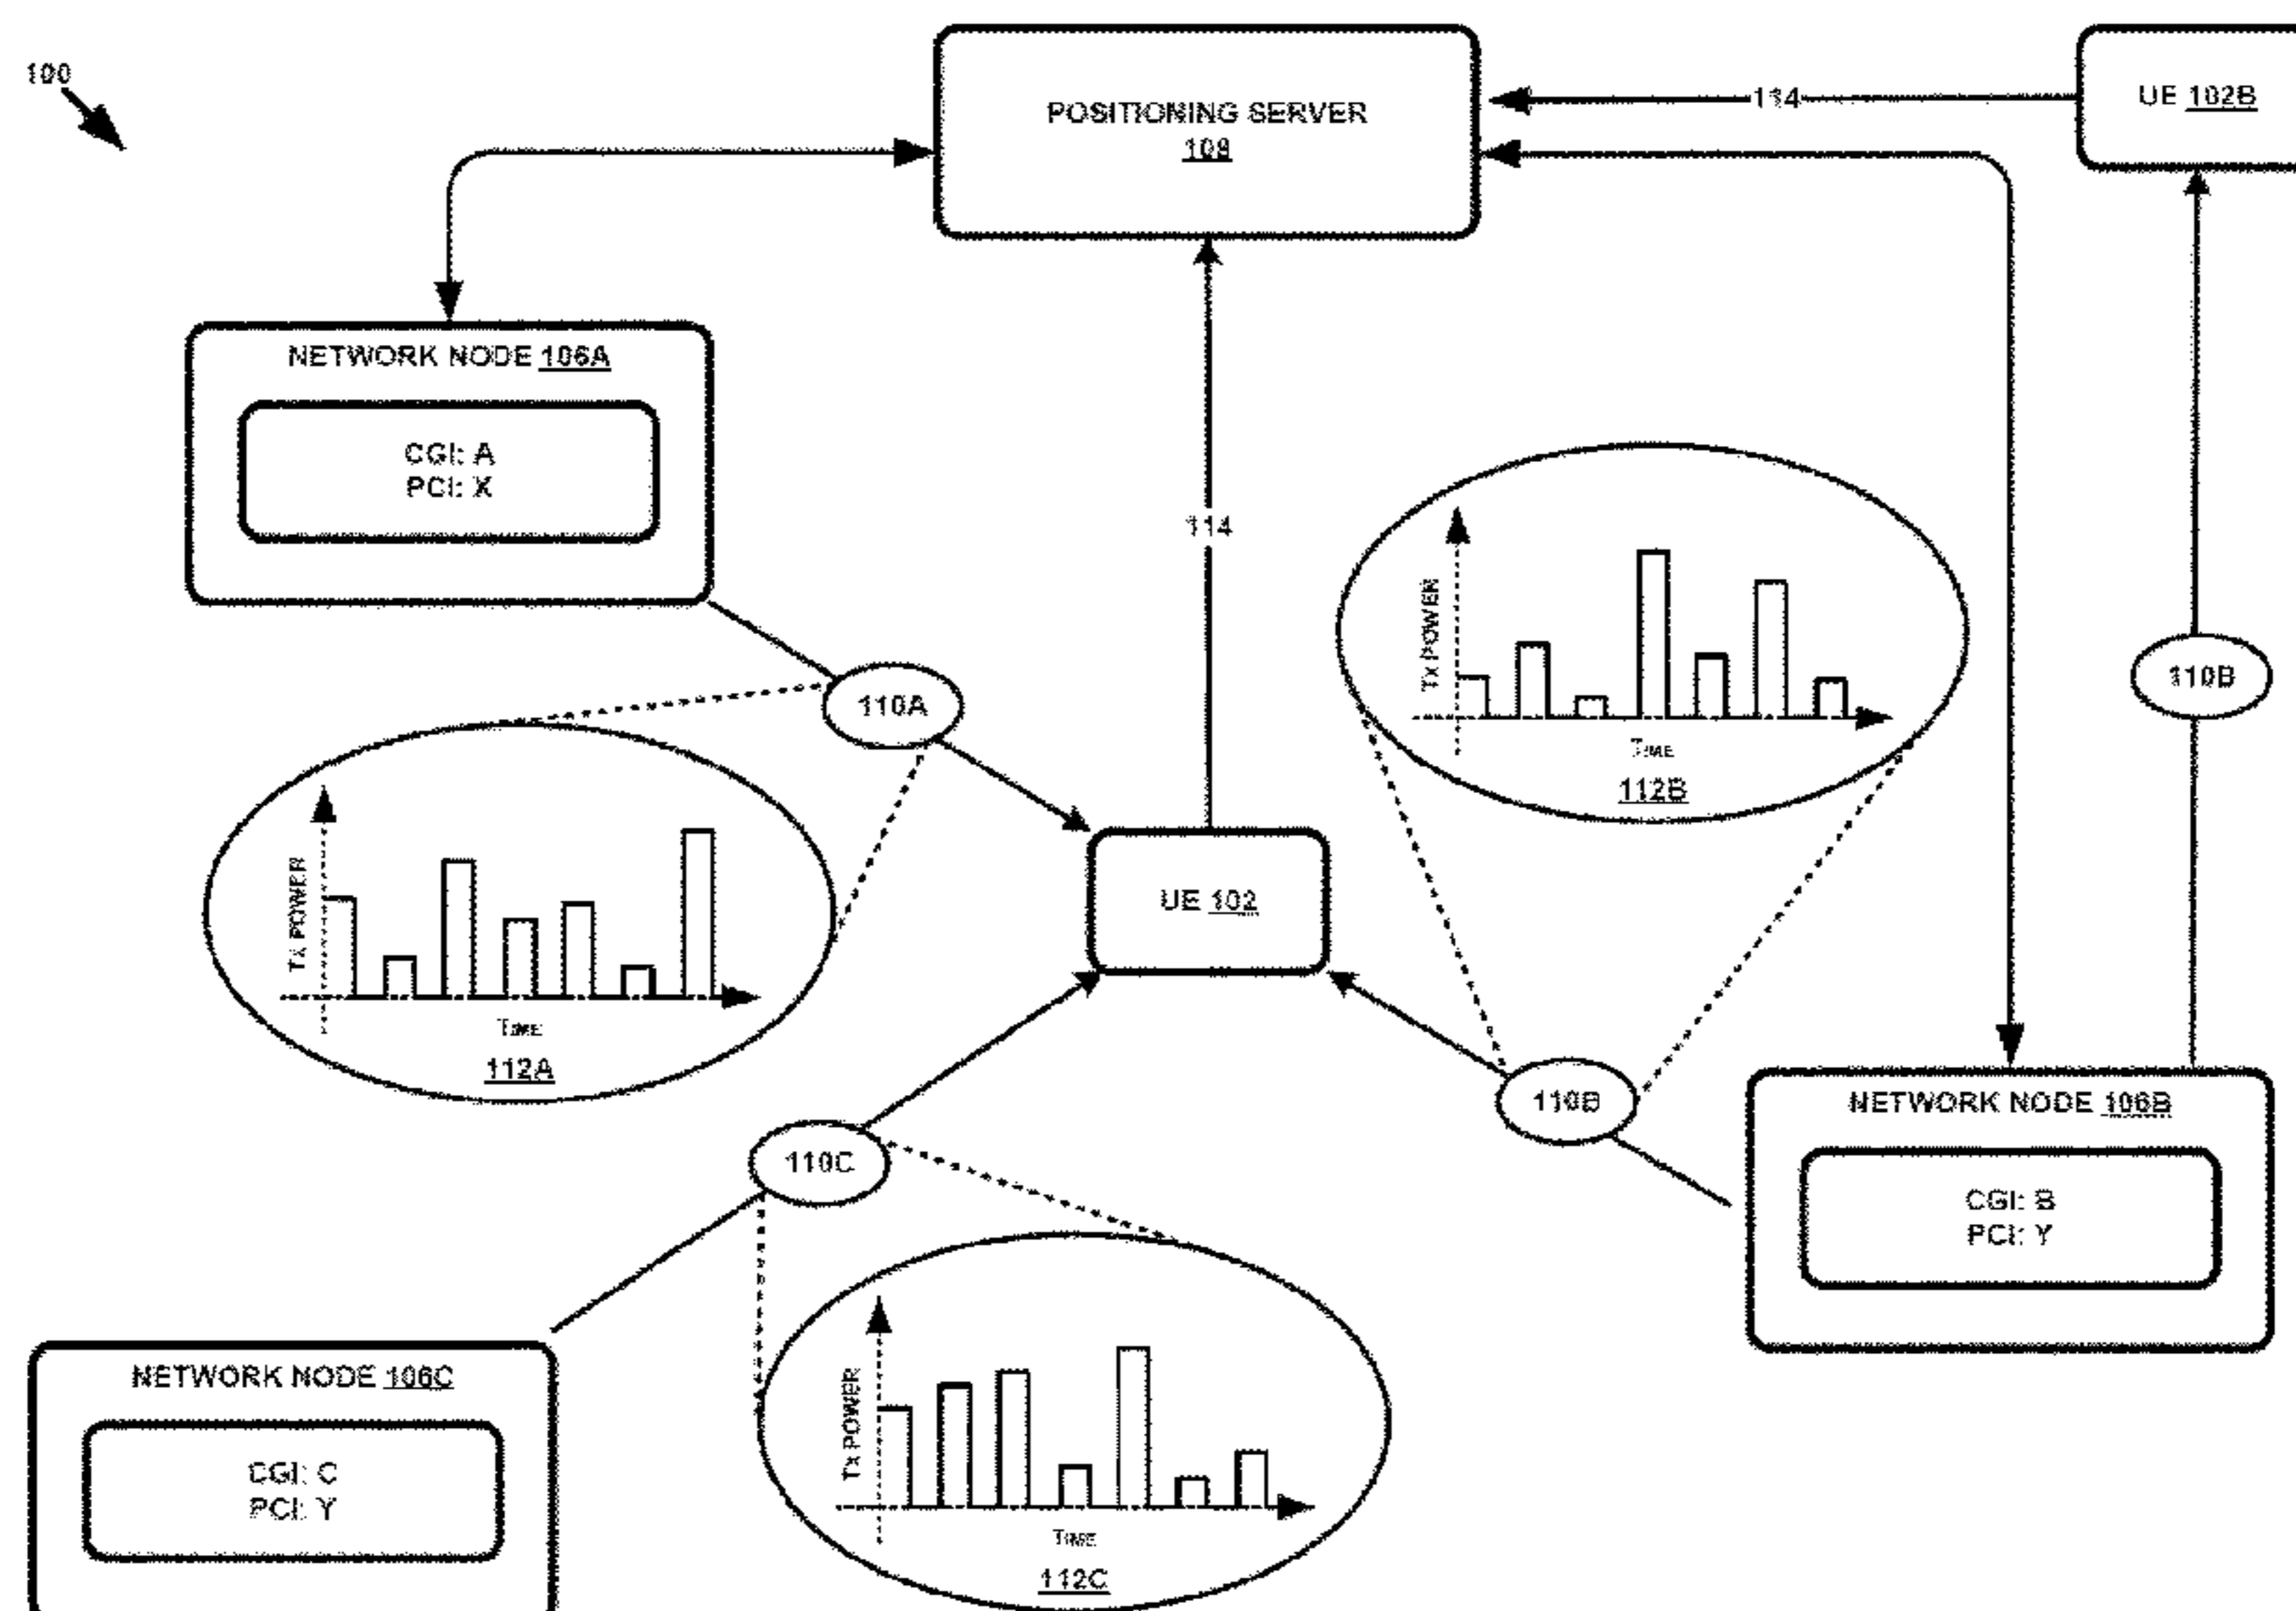 100
POSITIONING SERVER
108
114
UE 102B
NETWORK NODE 106A
CGI: A
PCI: X
114
110A
TX POWER
TIME
112B
110B
TX POWER
TIME
112A
UE 102
110B
NETWORK NODE 106B
CGI: B
PCI: Y
110C
NETWORK NODE 106C
CGI: C
PCI: Y
TX POWER
TIME
112C